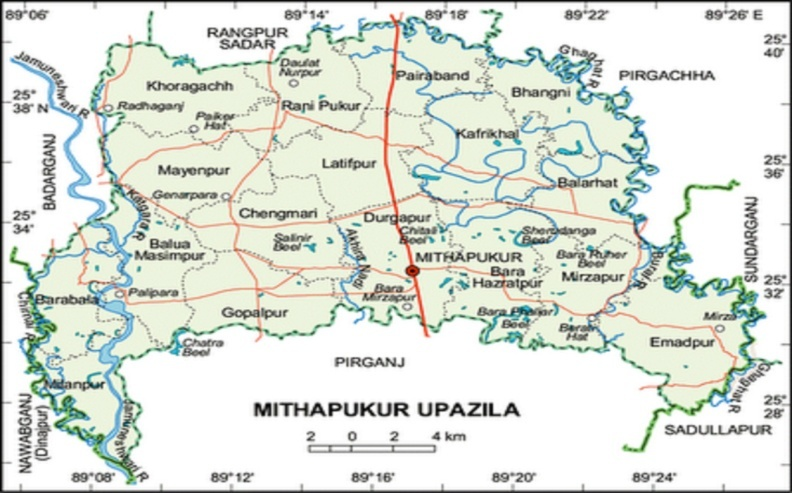 89°06'
89°14'
89°18'
89°22'
89°26' E
RANGPUR
SADAR
25°
40'
Jamuneshwari R
Daulat
Nurpur
Ghaghat R
PIRGACHHA
Khoragachh
Pairaband
Bhangni
25°
38' N
Radhaganj
Rani Pukur
Paiker
Hat
Kafrikhal
BADARGANJ
Mayenpur
Latifpur
25°
36'
Balarhat
Genarpara
Katgara R
Chengmari
Durgapur
25°
34'
Chitali
Beel
Sherudanga
Beel
SUNDARGANJ
Balua
Masimpur
Salinir
Beel
Akhira Nadi
MITHAPUKUR
Bara Ruher
Beel
Burail R
Bara
Hazratpur
Mirzapur
25°
32'
Barabala
Palipara
Bara
Mirzapur
Gopalpur
Bara Phaler
Beel
Mirza
Chatra
Beel
Emadpur
PIRGANJ
Milanpur
Ghaghat R
NAWABGANJ
(Dinajpur)
MITHAPUKUR UPAZILA
25°
28'
Jamuneshwari R
SADULLAPUR
2 0 2 4 km
89°08'
89°12'
89°16'
89°20'
89°24'